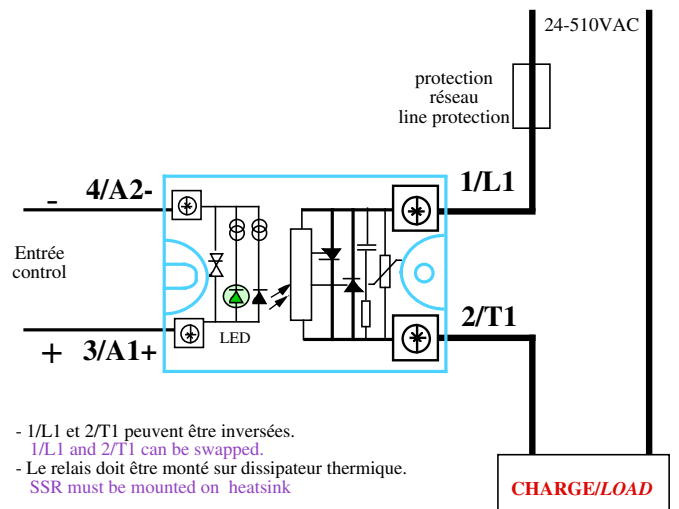 24-510VAC
protection
réseau
line protection
1/L1
4/A2-
-
Entrée
control
LED
2/T1
+ 3/A1+
- 1/L1 et 2/T1 peuvent être inversées.
1/L1 and 2/T1 can be swapped.
- Le relais doit être monté sur dissipateur thermique.
SSR must be mounted on heatsink
CHARGE/LOAD